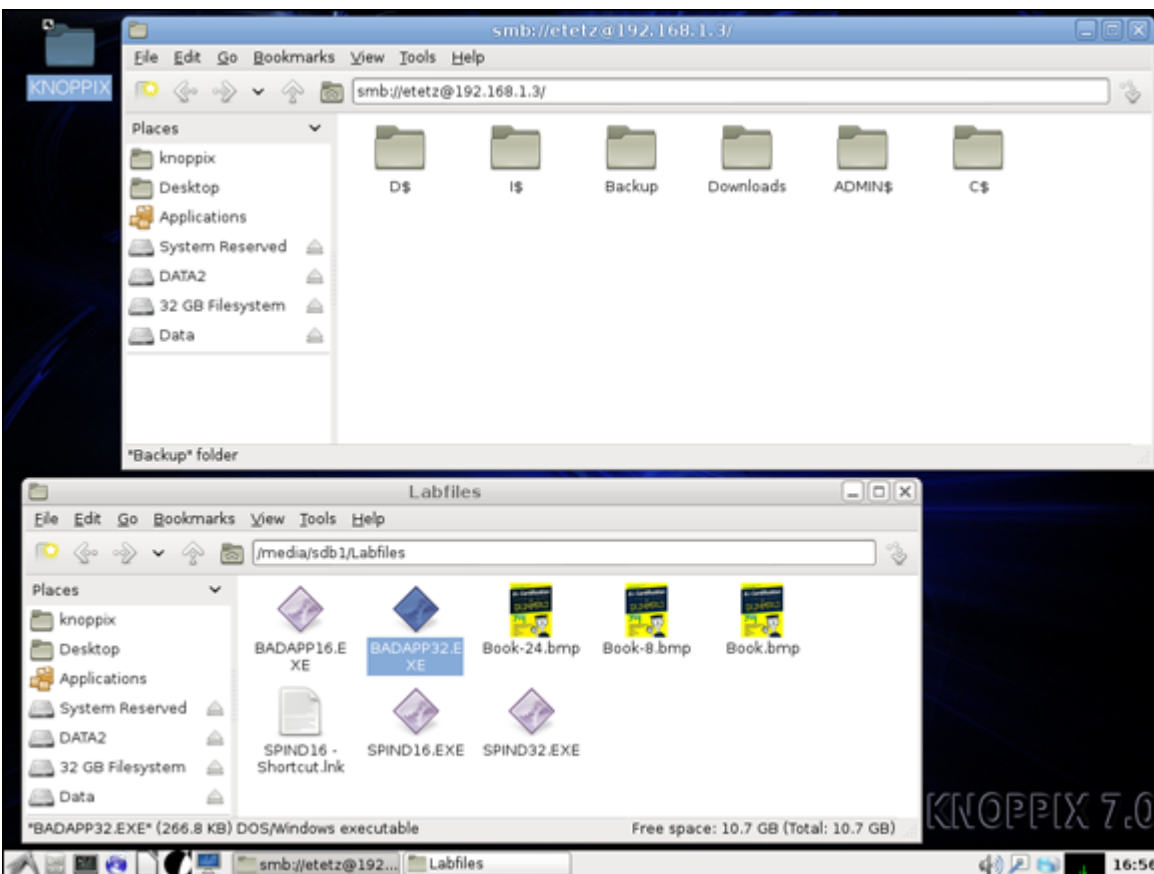 KNOPPIX
smb://etetz@192.168.1.3/
File Edit Go Bookmarks View Tools Help
smb://etetz@192.168.1.3/
Places
knoppix
Desktop
Applications
System Reserved
DATA2
32 GB Filesystem
Data
D$ I$ Backup Downloads ADMIN$ C$
"Backup" folder
Labfiles
File Edit Go Bookmarks View Tools Help
/media/sdb1/Labfiles
Places
knoppix
Desktop
Applications
System Reserved
DATA2
32 GB Filesystem
Data
BADAPP16.E
XE
BADAPP32.E
XE
Book-24.bmp
Book-8.bmp
Book.bmp
SPIND16 -
Shortcut.lnk
SPIND16.EXE
SPIND32.EXE
"BADAPP32.EXE" (266.8 KB) DOS/Windows executable
Free space: 10.7 GB (Total: 10.7 GB)
KNOPPIX 7.0
smb://etetz@192...
Labfiles
16:56